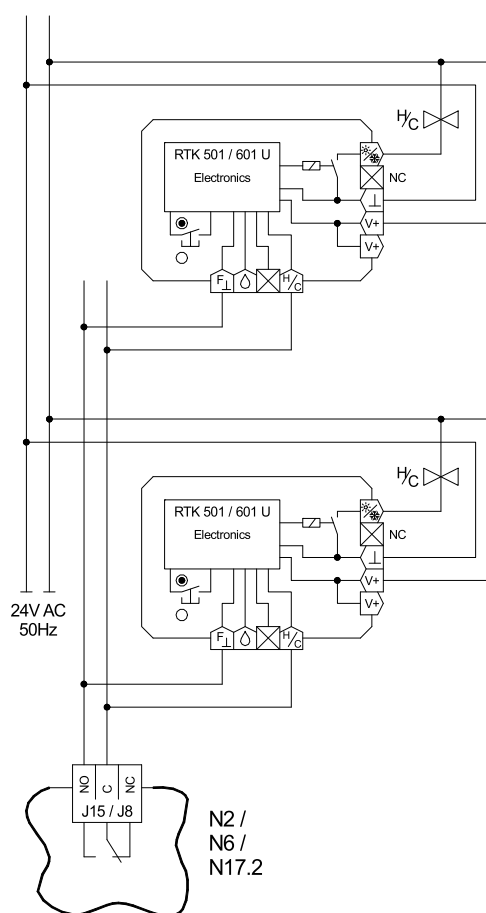 H/C
RTK 501 / 601 U
Electronics
NC
⊥
V+
V+
F⊥
H/C
H/C
RTK 501 / 601 U
Electronics
NC
⊥
V+
V+
24V AC
50Hz
F⊥
H/C
NO
C
NC
J15 / J8
N2 /
N6 /
N17.2